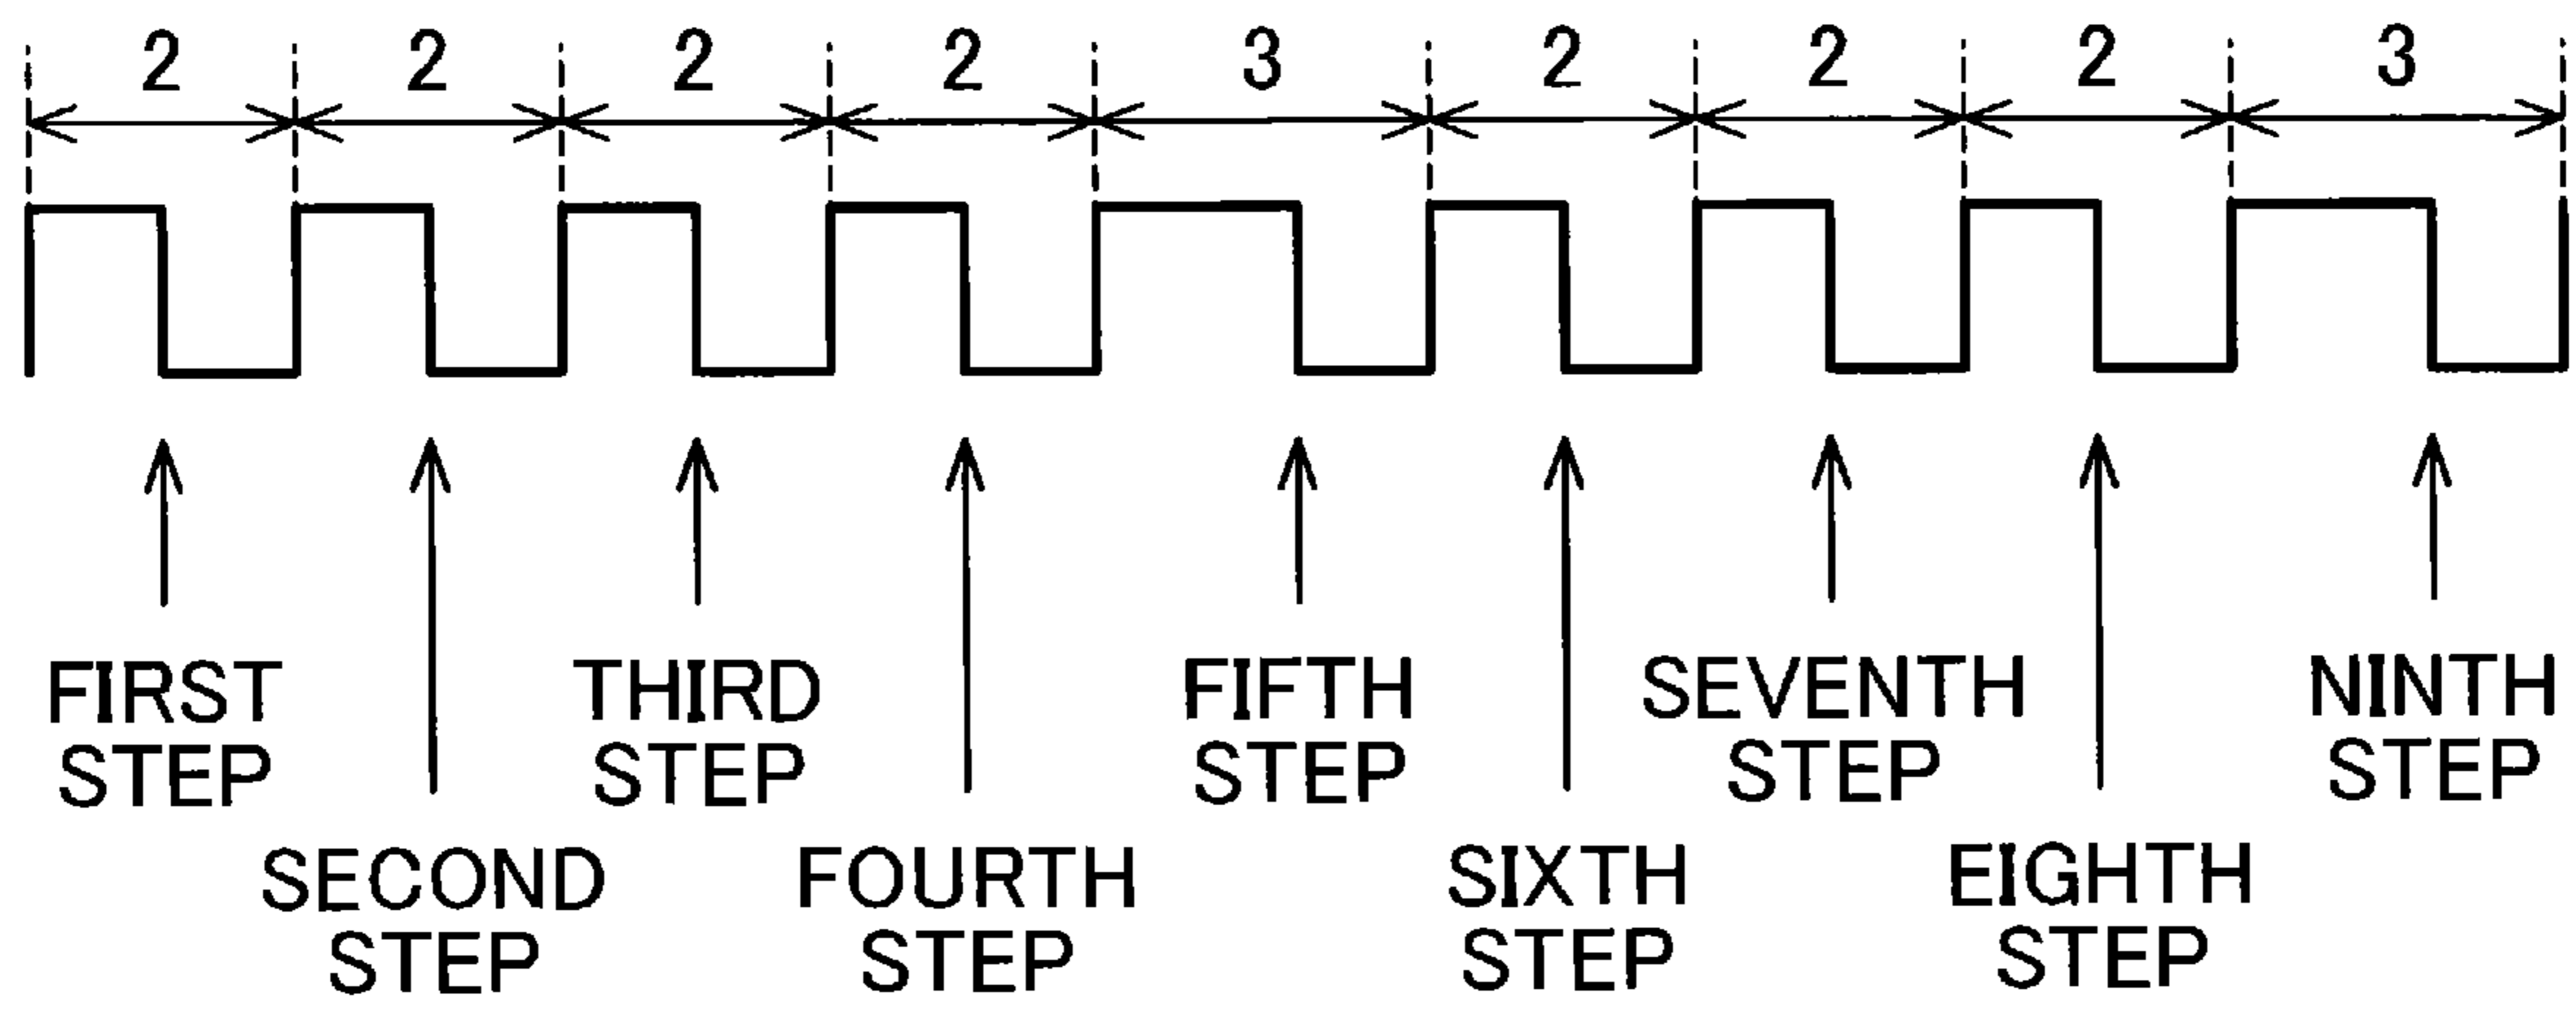 2 2 2 2 3 2 2 2 3
FIRST
STEP
SECOND
STEP
THIRD
STEP
FOURTH
STEP
FIFTH
STEP
SIXTH
STEP
SEVENTH
STEP
EIGHTH
STEP
NINTH
STEP